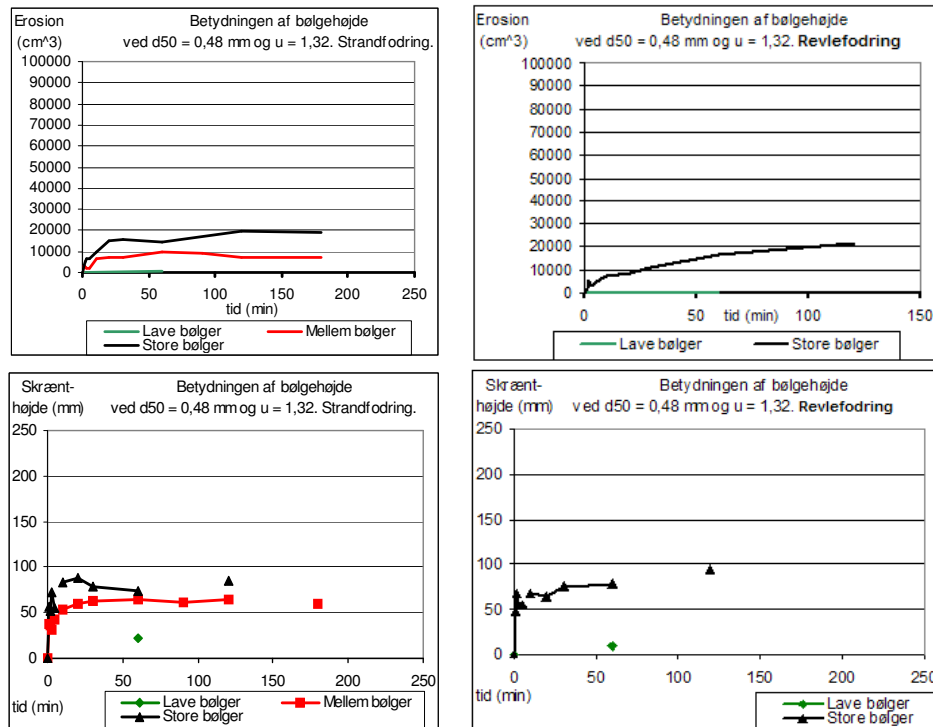 Erosion Betydningen af bølgehøjde
(cm^3) ved d50 = 0,48 mm og u = 1,32. Strandfodring.
100000
90000
80000
70000
60000
50000
40000
30000
20000
10000
0
0 50 100 150 200 250
tid (min)
Lave bølger Mellem bølger
Store bølger
Erosion Betydningen af bølgehøjde
(cm^3) ved d50 = 0,48 mm og u = 1,32. Revlefodring
100000
90000
80000
70000
60000
50000
40000
30000
20000
10000
0
0 50 100 150
tid (min)
Lave bølger Store bølger
Skrænt- Betydningen af bølgehøjde
højde (mm) ved d50 = 0,48 mm og u = 1,32. Strandfodring.
250
200
150
100
50
0
0 50 100 150 200 250
tid (min)
Lave bølger Mellem bølger
Store bølger
Skrænt- Betydningen af bølgehøjde
højde (mm) ved d50 = 0,48 mm og u = 1,32. Revlefodring
250
200
150
100
50
0
0 50 100 150 200 250
tid (min)
Lave bølger
Store bølger